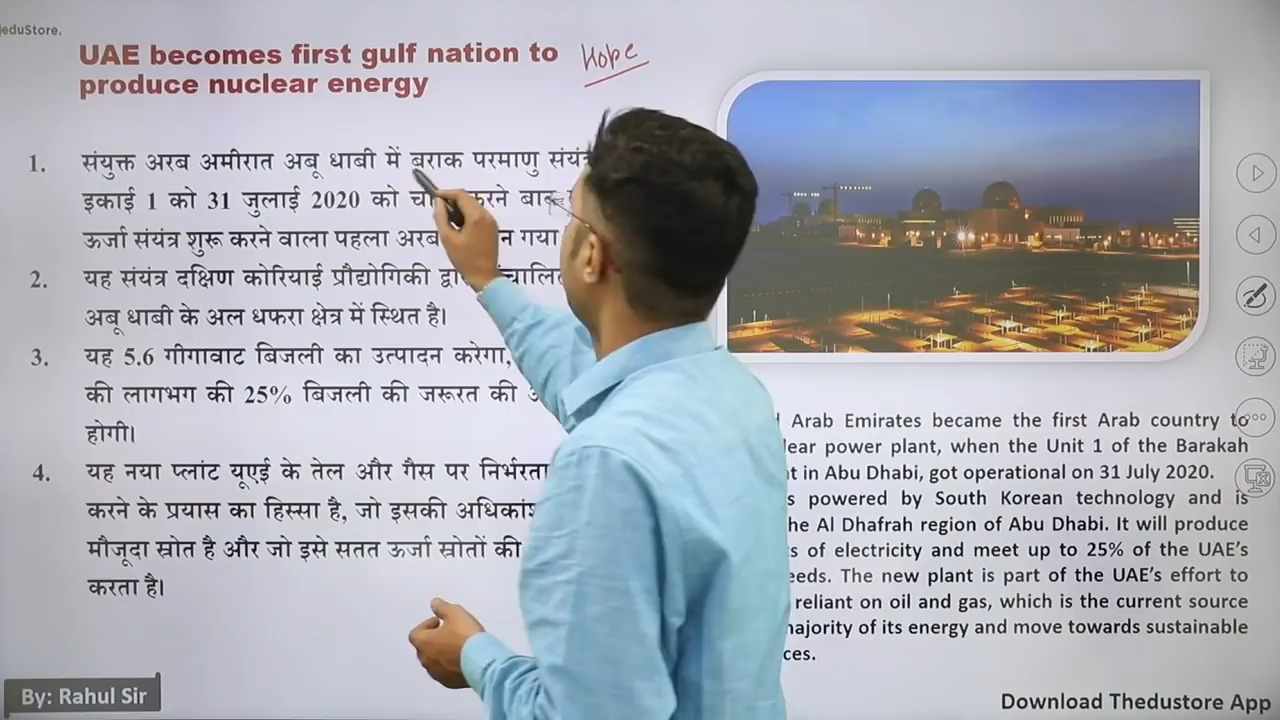 eduStore.
UAE becomes first gulf nation to
produce nuclear energy
Hope
1. संयुक्त अरब अमीरात अबू धाबी में बराक परमाणु
इकाई 1 को 31 जुलाई 2020 को करने बाद
ऊर्जा संयंत्र शुरू करने वाला पहला अरब न गया
2. यह संयंत्र दक्षिण कोरियाई प्रौद्योगिकी
अबू धाबी के अल धफरा क्षेत्र में स्थित है।
3. यह 5.6 गीगावाट बिजली का उत्पादन करेगा,
की लागभग की 25% बिजली की जरूरत की
होगी।
4. यह नया प्लांट यूएई के तेल और गैस पर निर्भरता
करने के प्रयास का हिस्सा है, जो इसकी अधिकांश
मौजूदा स्रोत है और जो इसे सतत ऊर्जा स्रोतों की
करता है।
Arab Emirates became the first Arab country to
lear power plant, when the Unit 1 of the Barakah
t in Abu Dhabi, got operational on 31 July 2020.
s powered by South Korean technology and is
he Al Dhafrah region of Abu Dhabi. It will produce
s of electricity and meet up to 25% of the UAE's
eeds. The new plant is part of the UAE's effort to
reliant on oil and gas, which is the current source
majority of its energy and move towards sustainable
ces.
By: Rahul Sir
Download Thedustore App